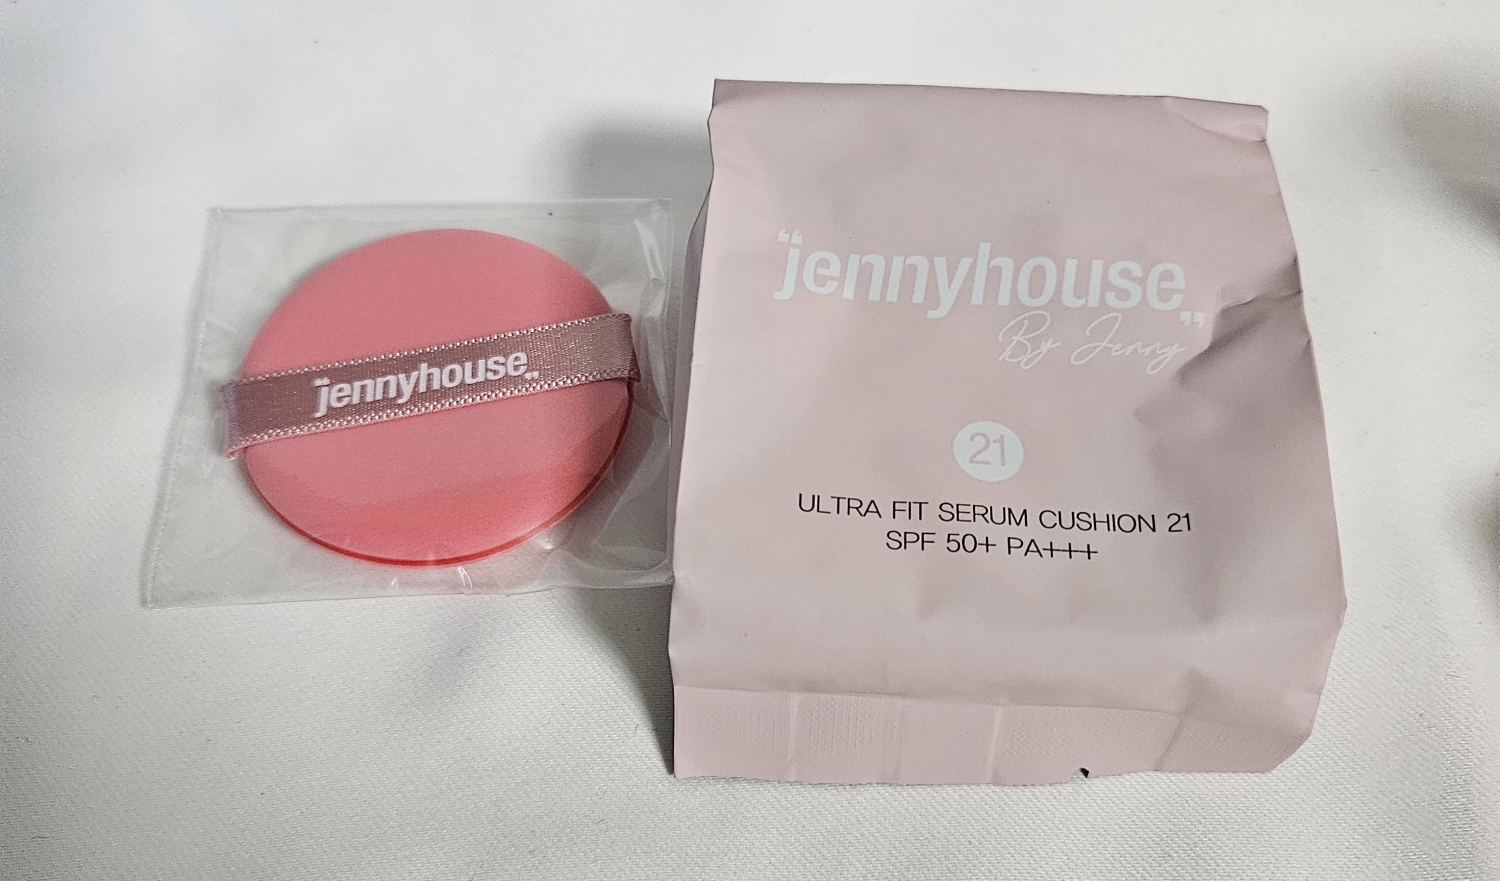 "jennyhouse„
“jennyhouse„
By Jenny
21
ULTRA FIT SERUM CUSHION 21
SPF 50+ PA+++